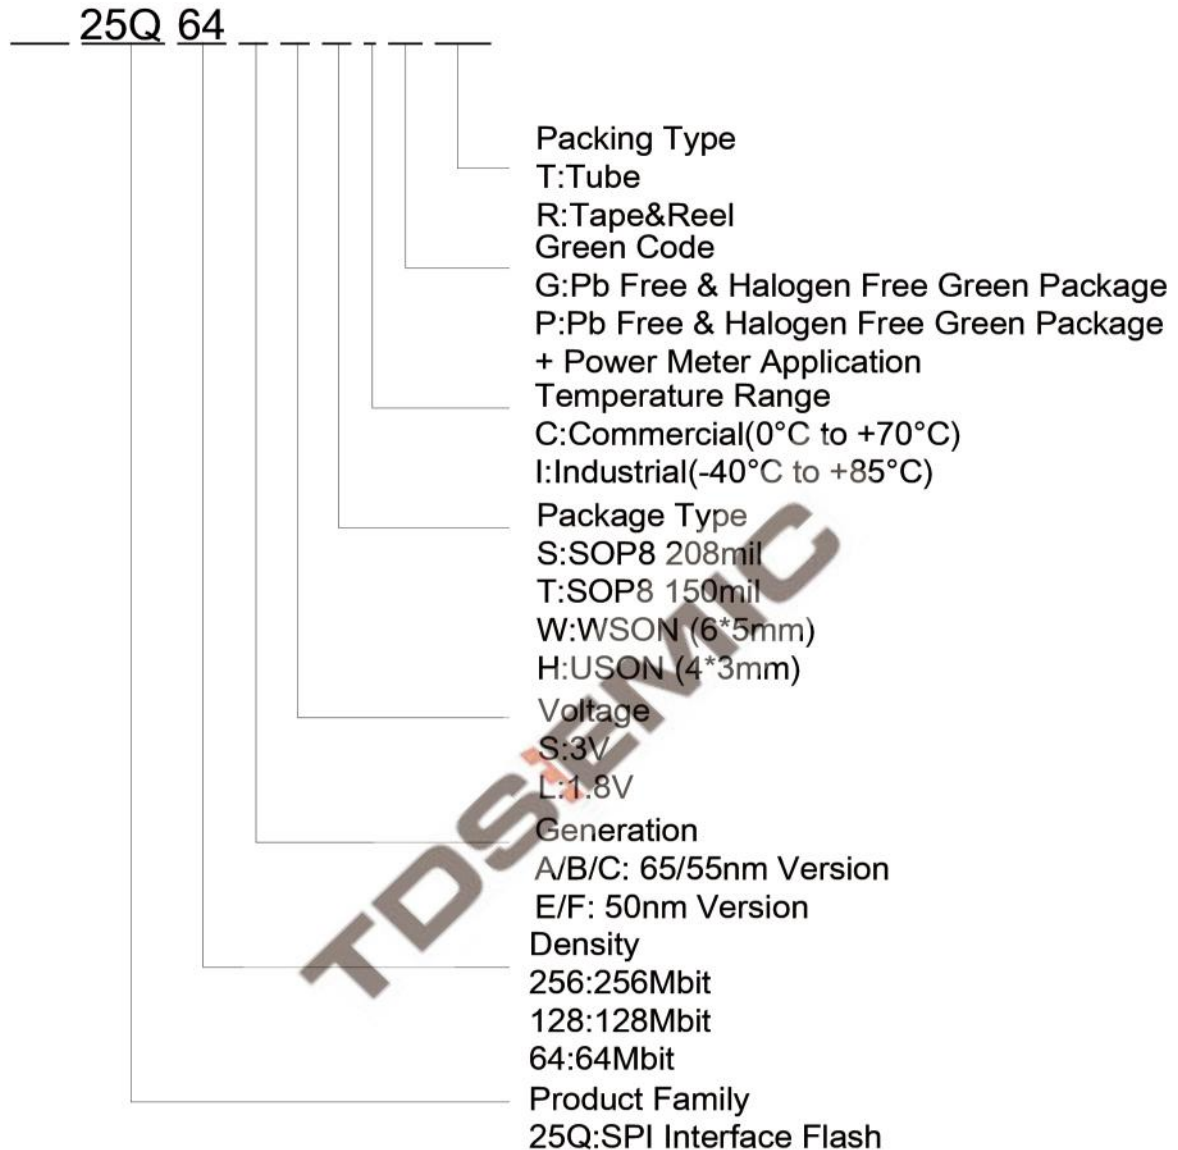 25Q 64
Packing Type
T:Tube
R:Tape&Reel
Green Code
G:Pb Free & Halogen Free Green Package
P:Pb Free & Halogen Free Green Package
+ Power Meter Application
Temperature Range
C:Commercial(0°C to +70°C)
I:Industrial(-40°C to +85°C)
Package Type
S:SOP8 208mil
T:SOP8 150mil
W:WSON (6*5mm)
H:USON (4*3mm)
Voltage
S:3V
L:1.8V
Generation
A/B/C: 65/55nm Version
E/F: 50nm Version
Density
256:256Mbit
128:128Mbit
64:64Mbit
Product Family
25Q:SPI Interface Flash
TDSEMIC